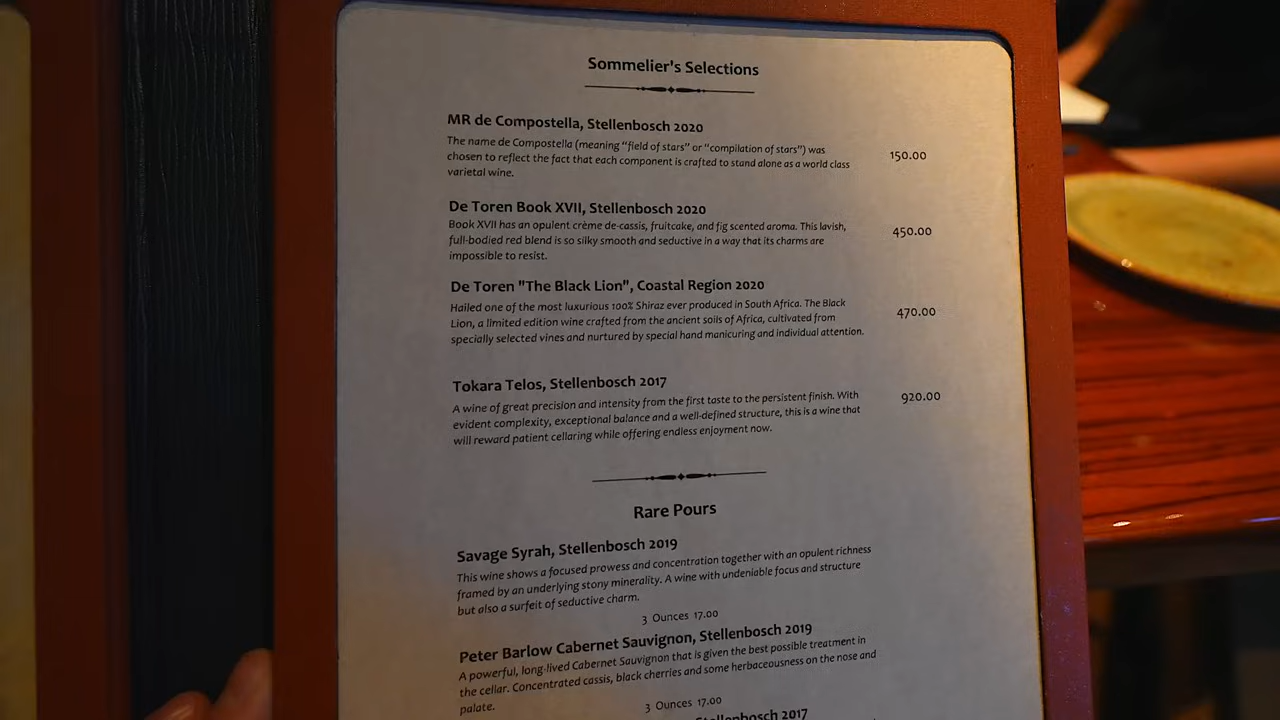 Sommelier's Selections
MR de Compostella, Stellenbosch 2020
The name de Compostella (meaning "field of stars" or "compilation of stars") was
chosen to reflect the fact that each component is crafted to stand alone as a world class
varietal wine.
150.00
De Toren Book XVII, Stellenbosch 2020
Book XVII has an opulent crème de-cassis, fruitcake, and fig scented aroma. This lavish,
full-bodied red blend is so silky smooth and seductive in a way that its charms are
impossible to resist.
450.00
De Toren "The Black Lion", Coastal Region 2020
Hailed one of the most luxurious 100% Shiraz ever produced in South Africa. The Black
Lion, a limited edition wine crafted from the ancient soils of Africa, cultivated from
specially selected vines and nurtured by special hand manicuring and individual attention.
470.00
Tokara Telos, Stellenbosch 2017
A wine of great precision and intensity from the first taste to the persistent finish. With
evident complexity, exceptional balance and a well-defined structure, this is a wine that
will reward patient cellaring while offering endless enjoyment now.
920.00
Rare Pours
Savage Syrah, Stellenbosch 2019
This wine shows a focused prowess and concentration together with an opulent richness
framed by an underlying stony minerality. A wine with undeniable focus and structure
but also a surfeit of seductive charm.
3 Ounces 17.00
Peter Barlow Cabernet Sauvignon, Stellenbosch 2019
A powerful, long-lived Cabernet Sauvignon that is given the best possible treatment in
the cellar. Concentrated cassis, black cherries and some herbaceousness on the nose and
palate.
3 Ounces 17.00
Stellenbosch 2017